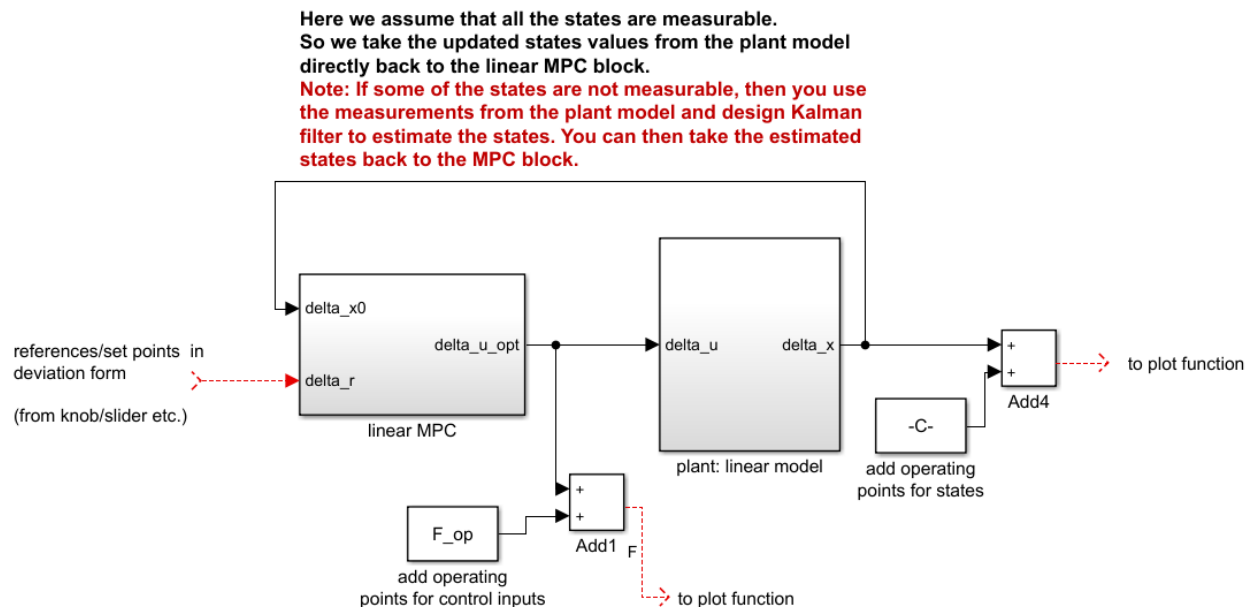 Here we assume that all the states are measurable.
So we take the updated states values from the plant model
directly back to the linear MPC block.
Note: If some of the states are not measurable, then you use
the measurements from the plant model and design Kalman
filter to estimate the states. You can then take the estimated
states back to the MPC block.
delta_x0
delta_u_opt
delta_r
linear MPC
references/set points in
deviation form
(from knob/slider etc.)
delta_u
delta_x
plant: linear model
+
+
Add4
to plot function
-C-
add operating
points for states
+
+
Add1
F_op
add operating
points for control inputs
F
to plot function